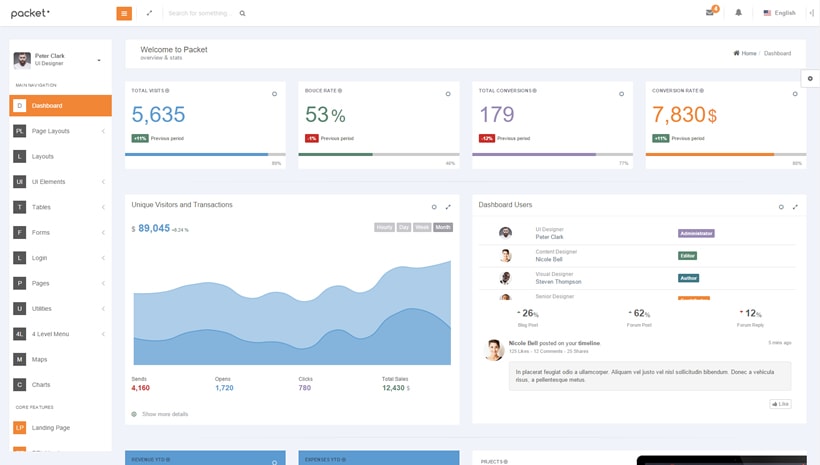 packet
Search for something...
4
English
Peter Clark
UI Designer
MAIN NAVIGATION
D Dashboard
PL Page Layouts
L Layouts
UI UI Elements
T Tables
F Forms
L Login
P Pages
U Utilities
4L 4 Level Menu
M Maps
C Charts
CORE FEATURES
LP Landing Page
Welcome to Packet
overview & stats
Home / Dashboard
TOTAL VISITS
5,635
+11% Previous period
BOUCE RATE
53%
-1% Previous period
46%
TOTAL CONVERSIONS
179
-12% Previous period
77%
CONVERSION RATE
7,830$
+11% Previous period
Unique Visitors and Transactions
$ 89,045 +8.24 %
Hourly Day Week Month
Sends Opens Clicks Total Sales
4,160 1,720 780 12,430 $
Show more details
Dashboard Users
UI Designer
Peter Clark
Administrator
Content Designer
Nicole Bell
Editor
Visual Designer
Steven Thompson
Author
Senior Designer
26% 62% 12%
Blog Post Forum Post Forum Reply
Nicole Bell posted on your timeline. 5 mins ago
125 Likes - 12 Comments - 23 Shares
In placerat feugiat odio a ullamcorper. Aliquam vel justo vel nisl sollicitudin bibendum. Donec a vehicula
risus, a pellentesque metus.
Like
REVENUE YTD
EXPENSES YTD
PRJECTS